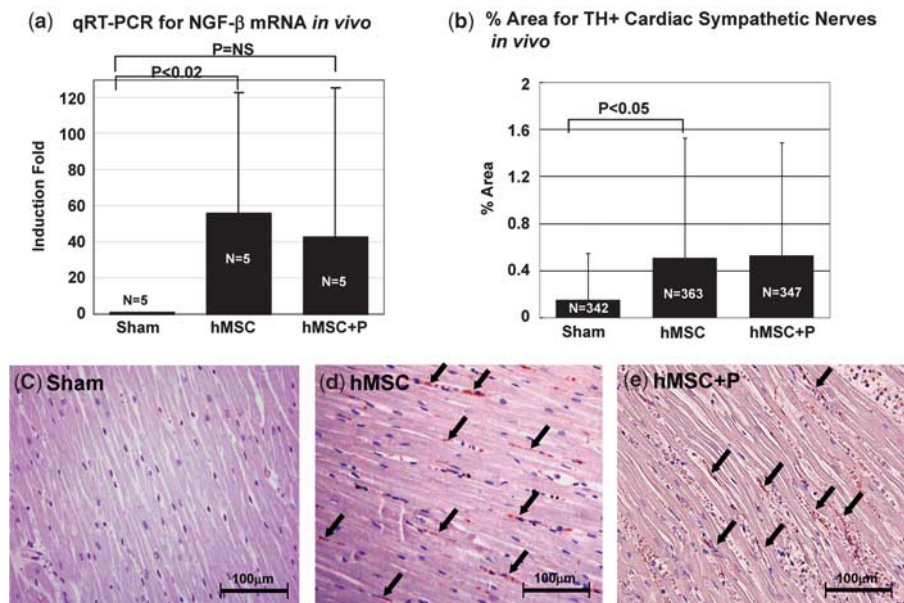 (a) qRT-PCR for NGF-β mRNA in vivo
P=NS
P<0.02
Induction Fold
120
100
80
60
40
20
0
N=5
N=5
N=5
Sham
hMSC
hMSC+P
(b) % Area for TH+ Cardiac Sympathetic Nerves
in vivo
P<0.05
% Area
2
1.6
1.2
0.8
0.4
0
N=342
N=363
N=347
Sham
hMSC
hMSC+P
(C) Sham
100μm
(d) hMSC
100μm
(e) hMSC+P
100μm